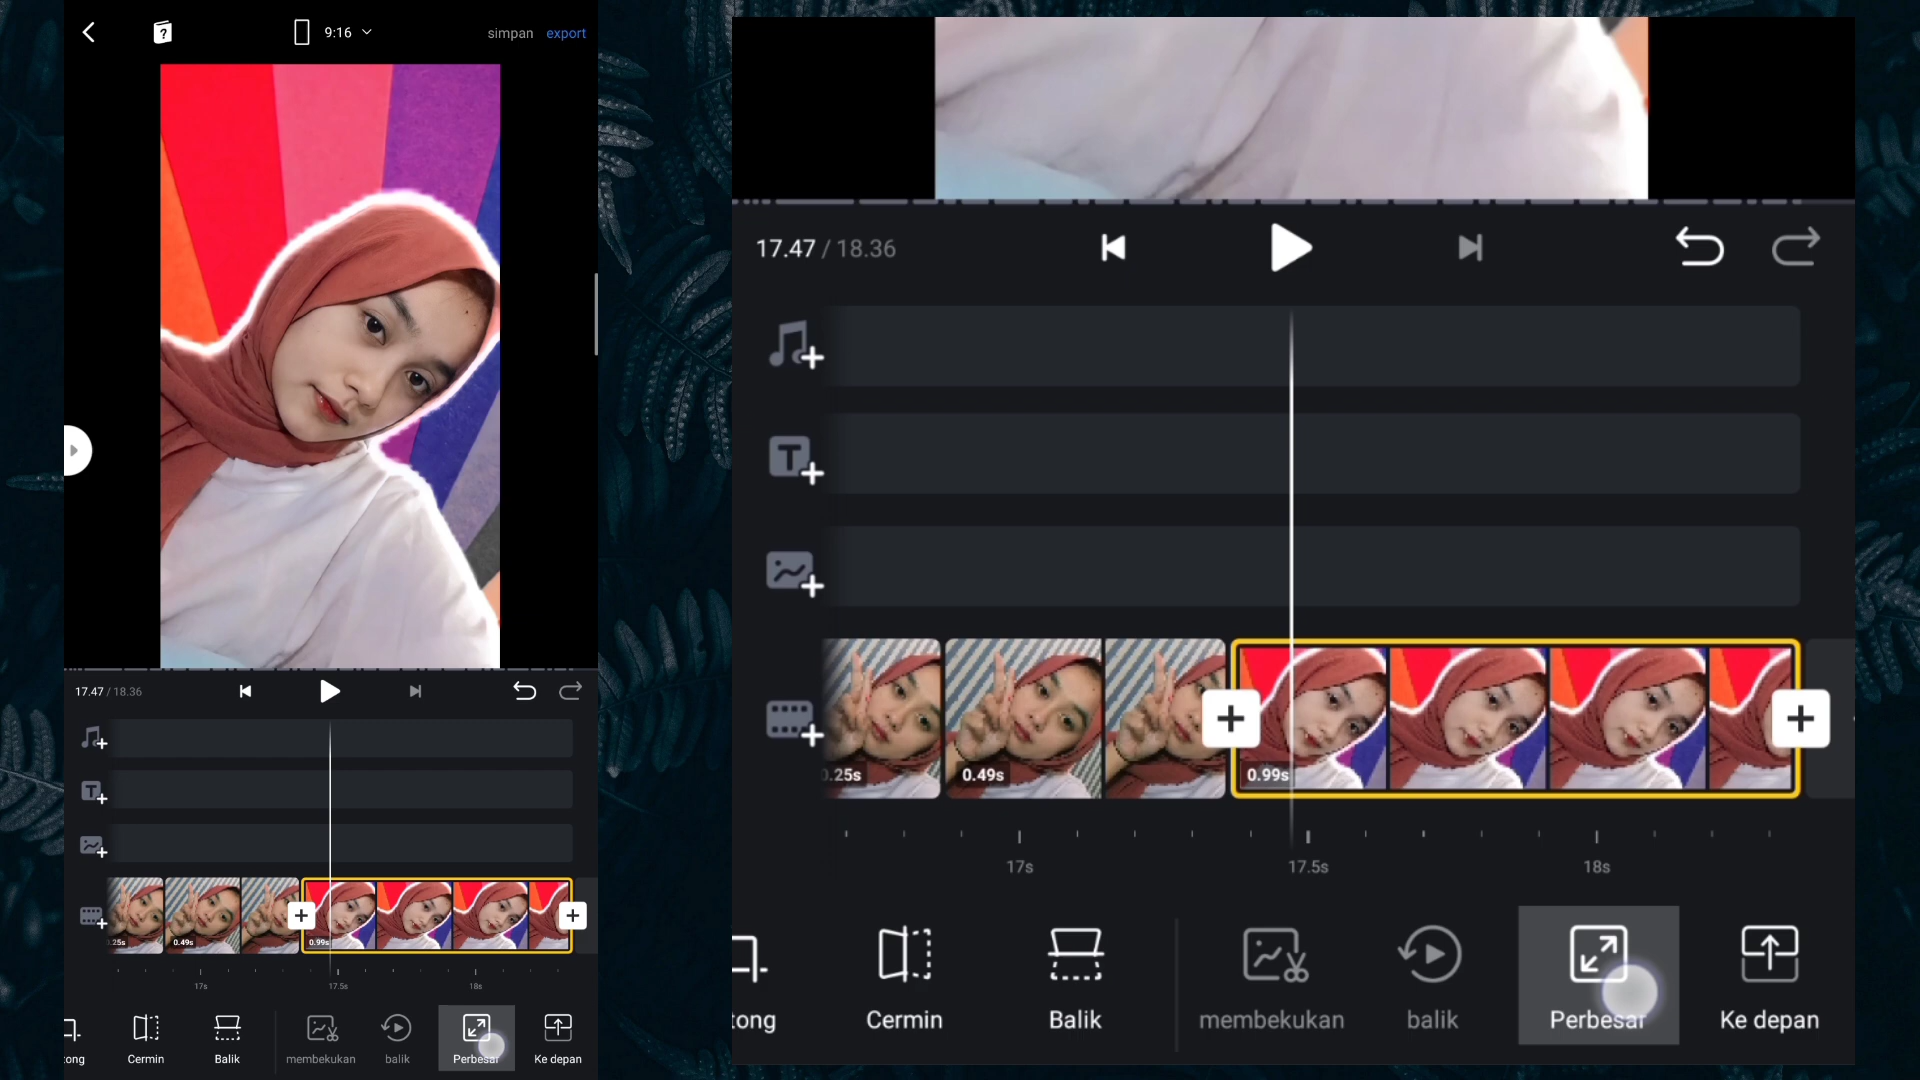 9:16
simpan export
17.47 / 18.36
0.49s
0.99s
17s 17.5s 18s
Cermin Balik membekukan balik Perbesar Ke depan
17.47 / 18.36
T
0.25s 0.49s 0.99s
17s 17.5s 18s
tong Cermin Balik membekukan balik Perbesar Ke depan